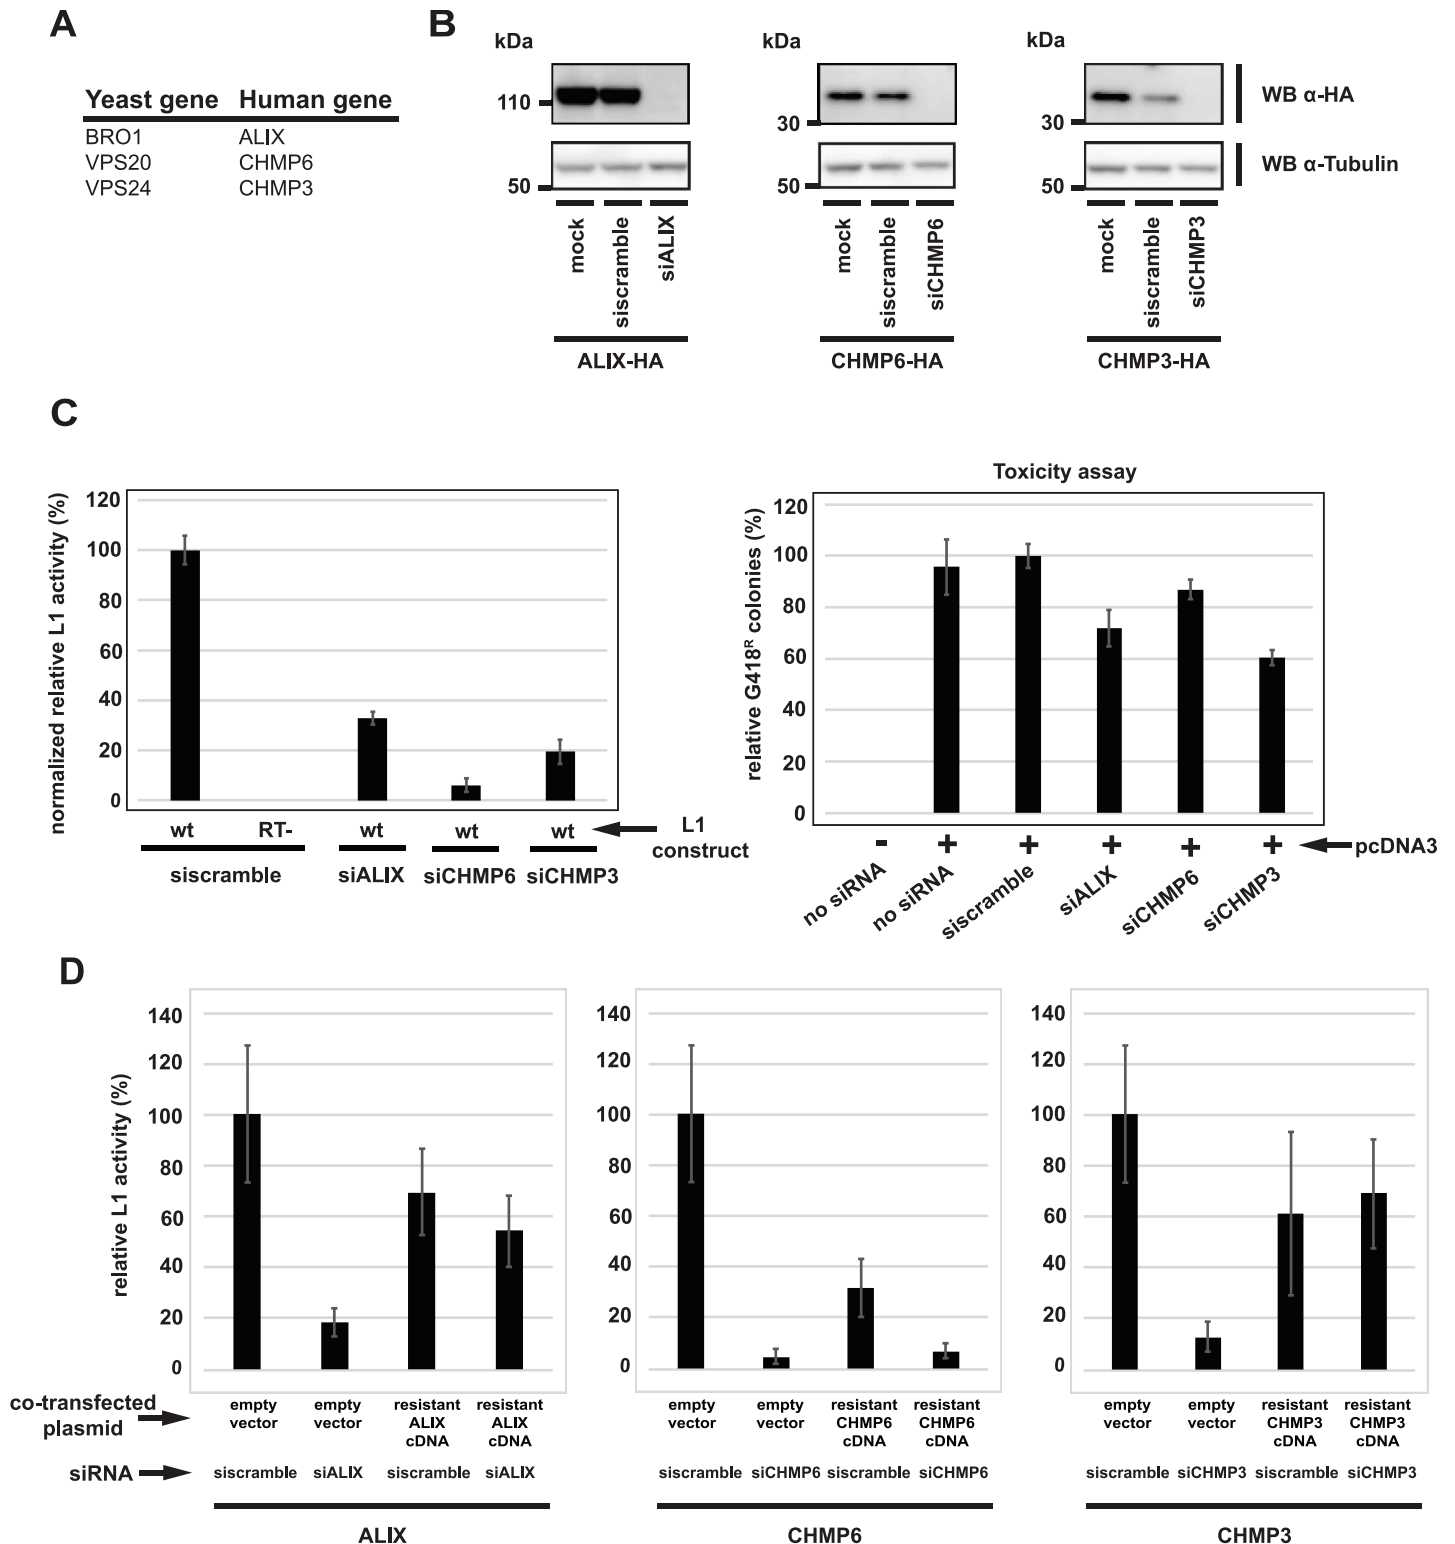 A
Yeast gene Human gene
BRO1 ALIX
VPS20 CHMP6
VPS24 CHMP3
B
kDa kDa kDa
110 30 30 WB α-HA
50 50 50 WB α-Tubulin
mock siscramble siALIX mock siscramble siCHMP6 mock siscramble siCHMP3
ALIX-HA CHMP6-HA CHMP3-HA
C
normalized relative L1 activity (%)
120
100
80
60
40
20
0
wt RT- wt wt wt L1 construct
siscramble siALIX siCHMP6 siCHMP3
Toxicity assay
relative G418ᴿ colonies (%)
120
100
80
60
40
20
0
- + + + + + pcDNA3
no siRNA no siRNA siscramble siALIX siCHMP6 siCHMP3
D
relative L1 activity (%)
140 140 140
120 120 120
100 100 100
80 80 80
60 60 60
40 40 40
20 20 20
0 0 0
co-transfected plasmid
empty vector empty vector resistant ALIX cDNA resistant ALIX cDNA
empty vector empty vector resistant CHMP6 cDNA resistant CHMP6 cDNA
empty vector empty vector resistant CHMP3 cDNA resistant CHMP3 cDNA
siRNA siscramble siALIX siscramble siALIX siscramble siCHMP6 siscramble siCHMP6 siscramble siCHMP3 siscramble siCHMP3
ALIX CHMP6 CHMP3